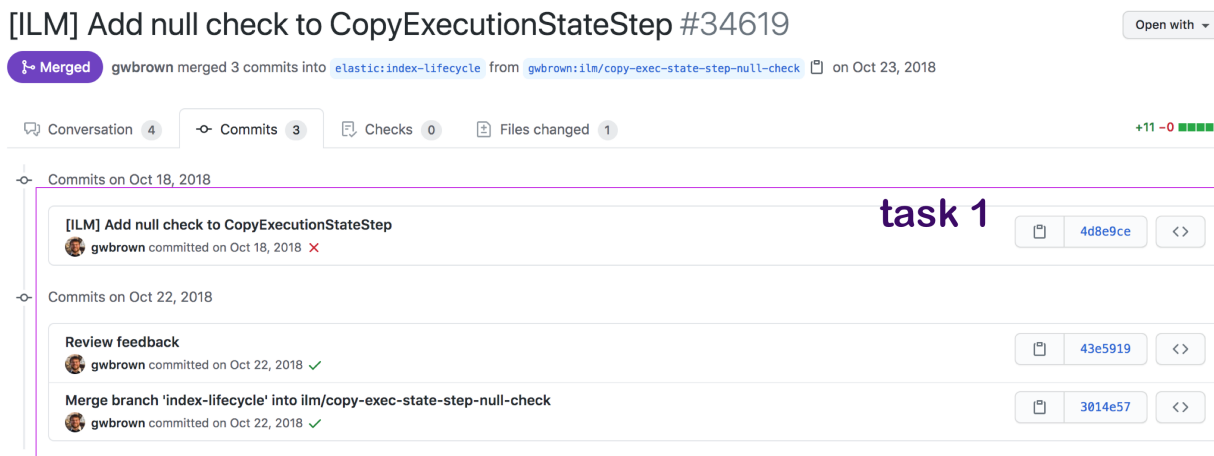 [ILM] Add null check to CopyExecutionStateStep #34619
Open with
Merged gwbrown merged 3 commits into elastic:index-lifecycle from gwbrown:ilm/copy-exec-state-step-null-check on Oct 23, 2018
Conversation 4 Commits 3 Checks 0 Files changed 1 +11 −0
Commits on Oct 18, 2018
task 1
[ILM] Add null check to CopyExecutionStateStep
gwbrown committed on Oct 18, 2018
4d8e9ce
Commits on Oct 22, 2018
Review feedback
gwbrown committed on Oct 22, 2018
43e5919
Merge branch 'index-lifecycle' into ilm/copy-exec-state-step-null-check
gwbrown committed on Oct 22, 2018
3014e57